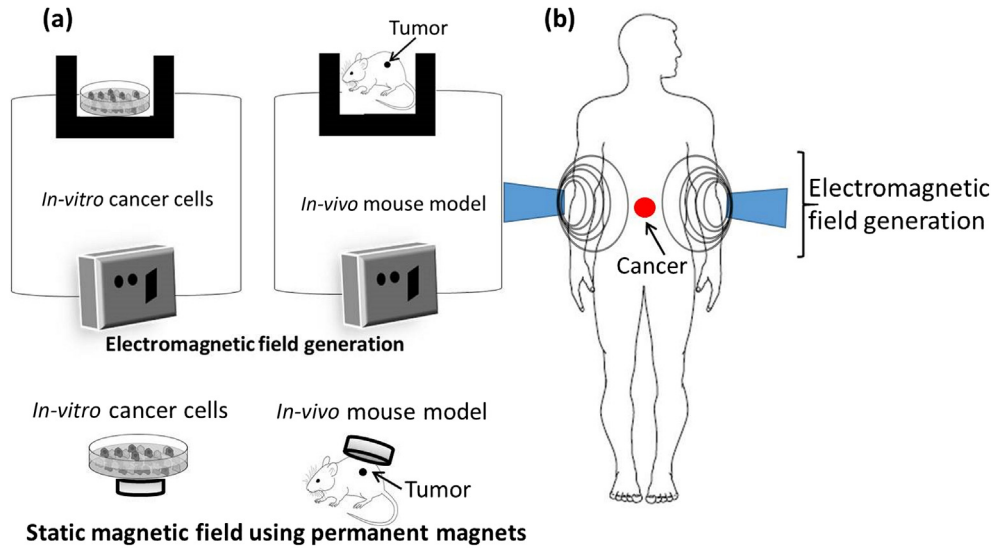 (a)
Tumor
In-vitro cancer cells
In-vivo mouse model
Electromagnetic field generation
In-vitro cancer cells
In-vivo mouse model
Tumor
Static magnetic field using permanent magnets
(b)
Cancer
Electromagnetic
field generation